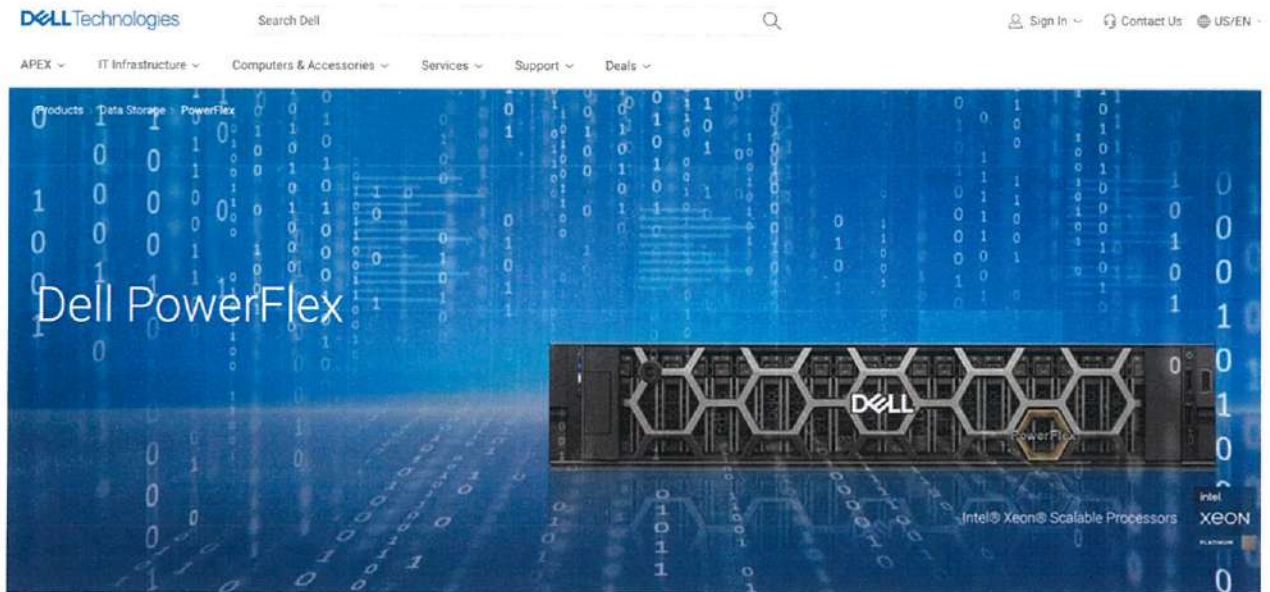 DELLTechnologies
Search Dell
Sign In
Contact Us
US/EN
APEX
IT Infrastructure
Computers & Accessories
Services
Support
Deals
Products
Data Storage
PowerFlex
Dell PowerFlex
DELL
PowerFlex
Intel® Xeon® Scalable Processors
intel
XEON
PLATINUM